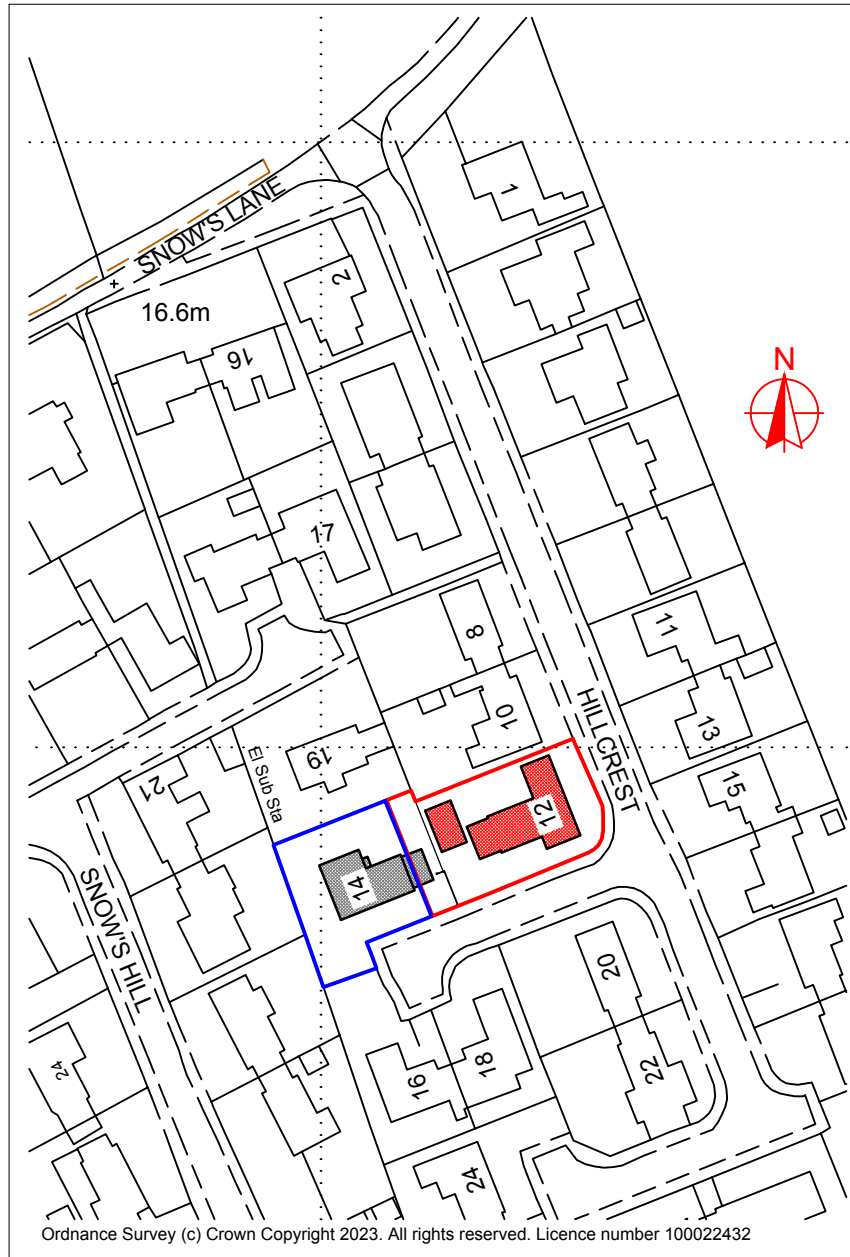 1
SNOW'S LANE
2
16.6m
16
N
17
8
11
10
HILLCREST
13
19
El Sub Sta
15
21
12
14
SNOW'S HILL
20
24
16
18
22
24
Ordnance Survey (c) Crown Copyright 2023. All rights reserved. Licence number 100022432